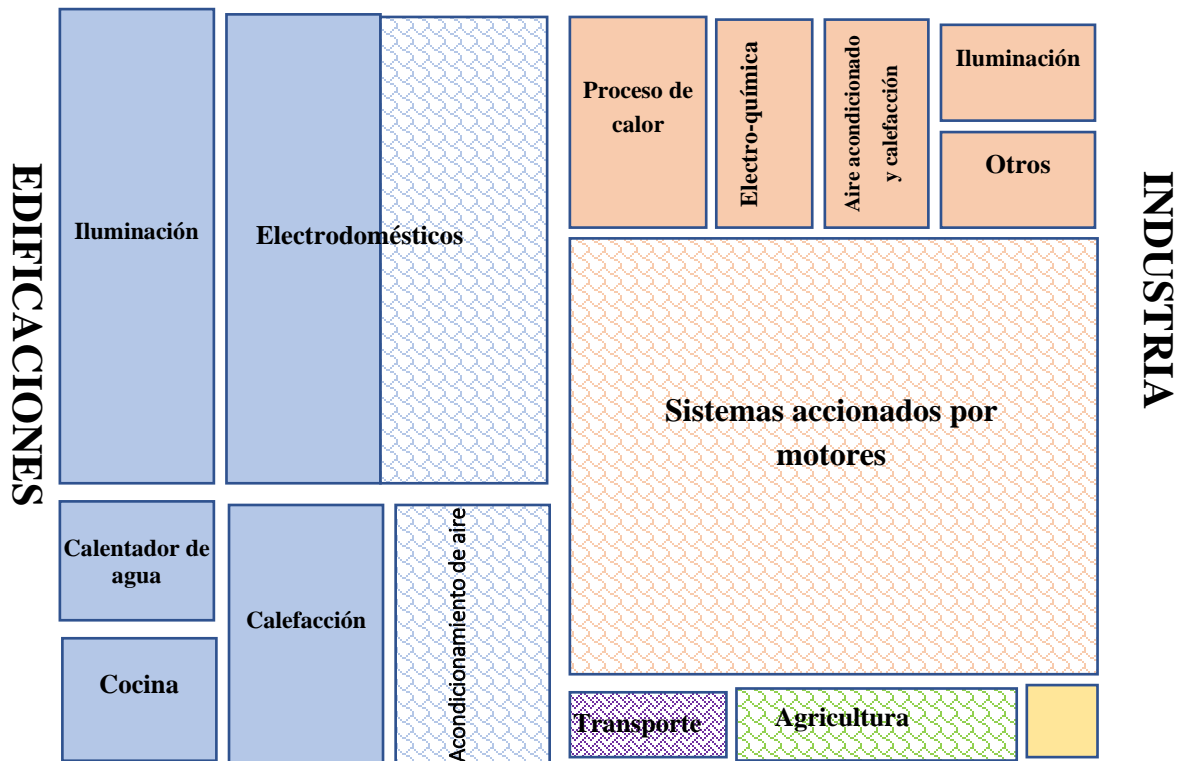 EDIFICACIONES
Iluminación
Electrodomésticos
Calentador de
agua
Cocina
Calefacción
Acondicionamiento de aire
Proceso de
calor
Electro-química
Aire acondicionado
y calefacción
Iluminación
Otros
Sistemas accionados por
motores
Transporte
Agricultura
INDUSTRIA